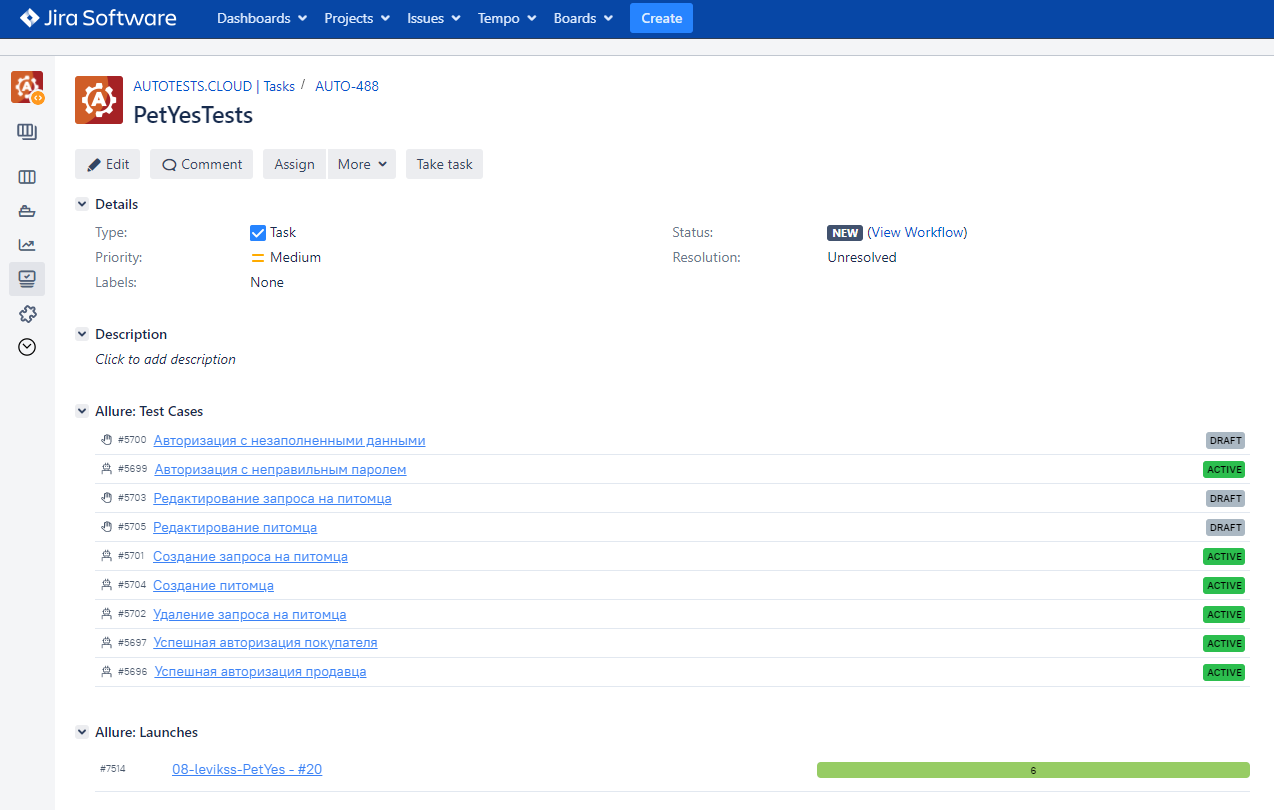 Jira Software Dashboards Projects Issues Tempo Boards Create
AUTOTESTS.CLOUD | Tasks / AUTO-488
PetYesTests
Edit Comment Assign More Take task
Details
Type: Task Status: NEW (View Workflow)
Priority: Medium Resolution: Unresolved
Labels: None
Description
Click to add description
Allure: Test Cases
#5700 Авторизация с незаполненными данными DRAFT
#5699 Авторизация с неправильным паролем ACTIVE
#5703 Редактирование запроса на питомца DRAFT
#5705 Редактирование питомца DRAFT
#5701 Создание запроса на питомца ACTIVE
#5704 Создание питомца ACTIVE
#5702 Удаление запроса на питомца ACTIVE
#5697 Успешная авторизация покупателя ACTIVE
#5696 Успешная авторизация продавца ACTIVE
Allure: Launches
#7514 08-levikss-PetYes - #20 6